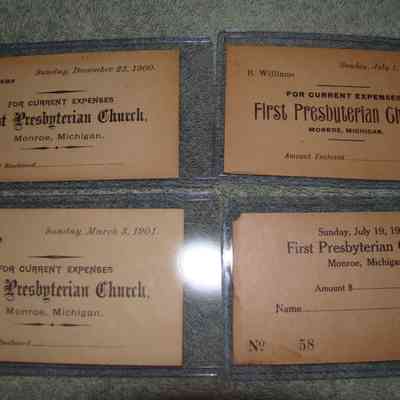 Sunday, December 23, 1900.
FOR CURRENT EXPENSES
st Presbyterian Church,
Monroe, Michigan.
Enclosed
Sunday, July 1,
B. Williams
FOR CURRENT EXPENSES
First Presbyterian Ch
MONROE, MICHIGAN.
Amount Enclosed
Sunday, March 3, 1901.
FOR CURRENT EXPENSES
Presbyterian Church,
Monroe, Michigan.
Enclosed
Sunday, July 19, 19
First Presbyterian C
Monroe, Michigan
Amount $
Name
No 58